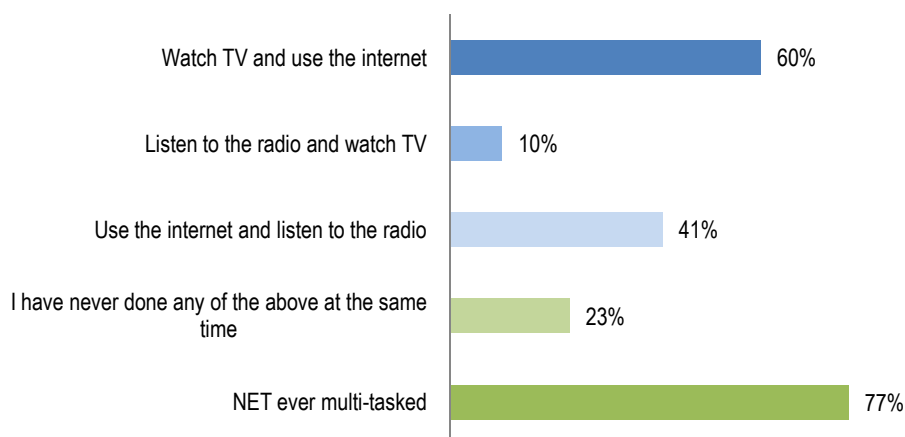 Watch TV and use the internet 60%
Listen to the radio and watch TV 10%
Use the internet and listen to the radio 41%
I have never done any of the above at the same
time 23%
NET ever multi-tasked 77%